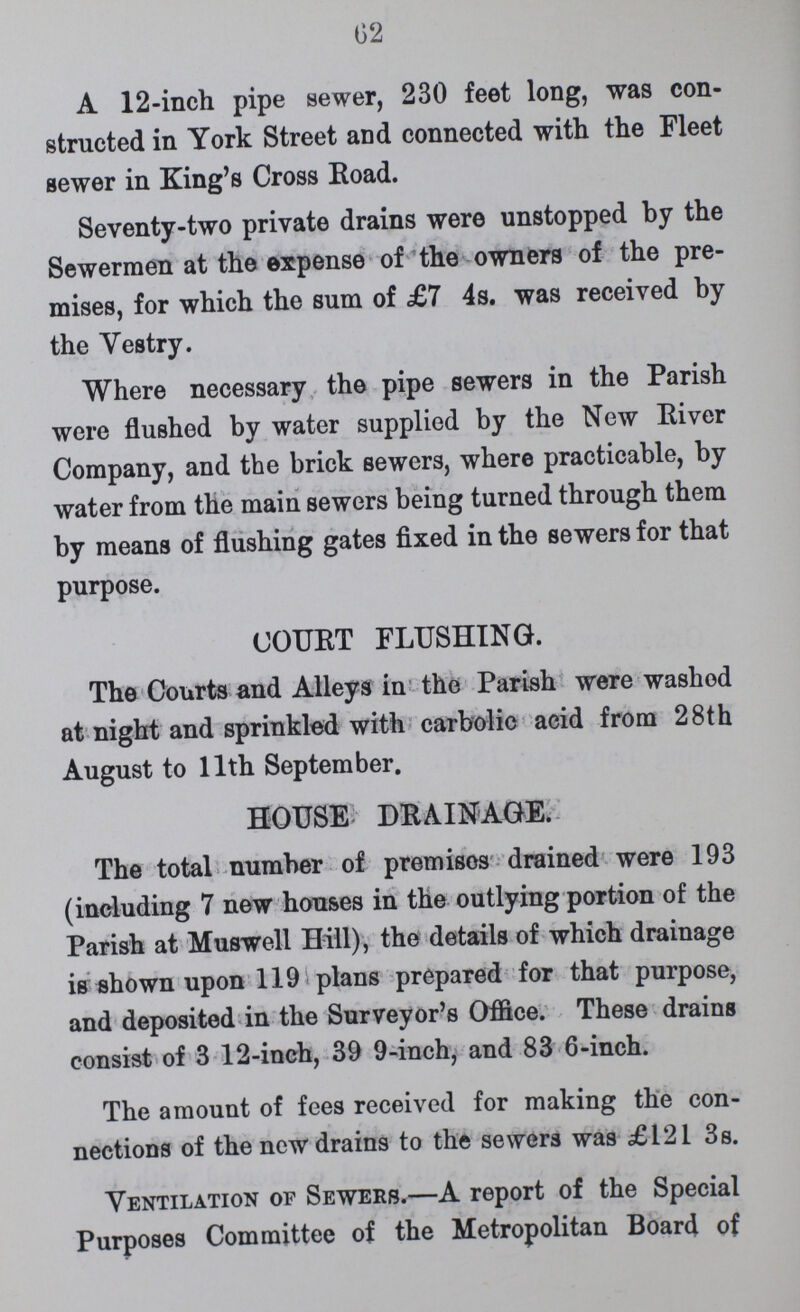 62
A 12-inch pipe sewer, 230 feet long, was con-
structed in York Street and connected with the Fleet
sewer in King's Cross Road.
Seventy-two private drains were unstopped by the
Sewermen at the expense of the owners of the pre-
mises, for which the sum of £7 4s. was received by
the Vestry.
Where necessary the pipe sewers in the Parish
were flushed by water supplied by the New River
Company, and the brick sewers, where practicable, by
water from the main sewers being turned through them
by means of flushing gates fixed in the sewers for that
purpose.
COURT FLUSHING.
The Courts and Alleys in the Parish were washed
at night and sprinkled with carbolic acid from 28th
August to 11th September.
HOUSE DRAINAGE.
The total number of premises drained were 193
(including 7 new houses in the outlying portion of the
Parish at Muswell Hill), the details of which drainage
is shown upon 119 plans prepared for that purpose,
and deposited in the Surveyor's Office. These drains
consist of 3 12-inch, 39 9-inch, and 83 6-inch.
The amount of fees received for making the con-
nections of the new drains to the sewers was £121 3s.
Ventilation of Sewers.—A report of the Special
Purposes Committee of the Metropolitan Board of